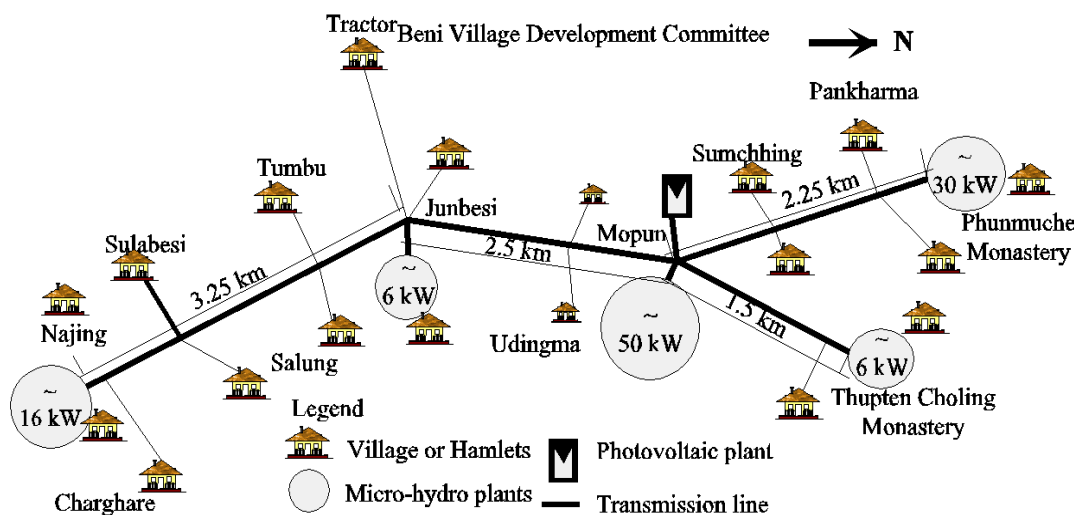 Tractor
Beni Village Development Committee
N
Pankharma
Sumchhing
Tumbu
~
30 kW
2.25 km
Junbesi
Mopun
Phunmuche
Monastery
Sulabesi
2.5 km
3.25 km
~
6 kW
Najing
1.5 km
~
50 kW
Udingma
Salung
~
6 kW
~
16 kW
Thupten Choling
Monastery
Legend
Village or Hamlets
Photovoltaic plant
Charghare
Micro-hydro plants
Transmission line